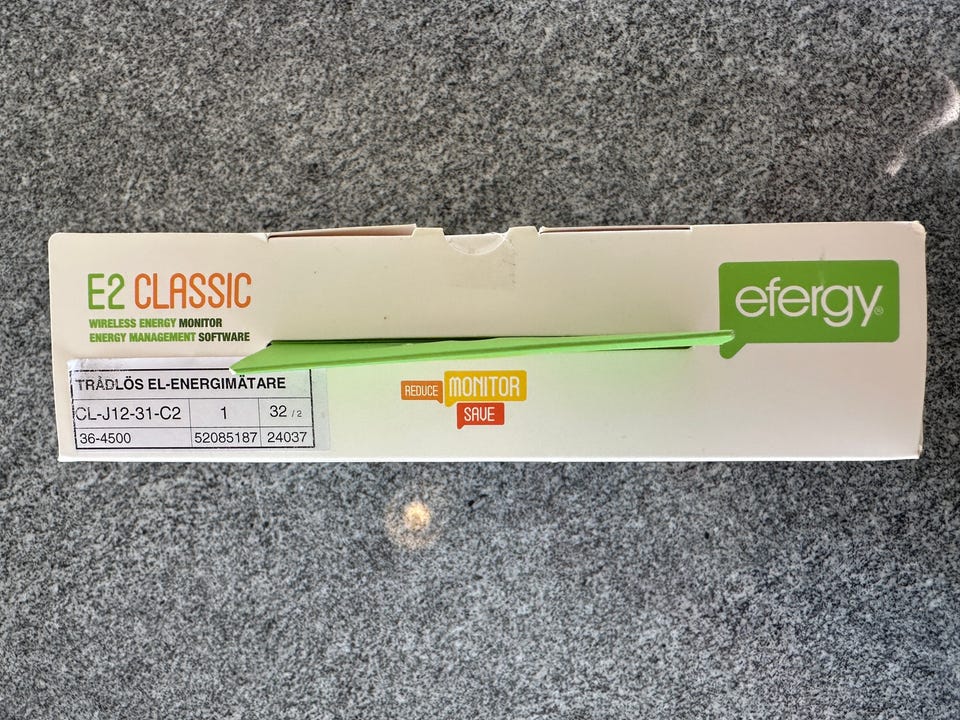 E2 CLASSIC
WIRELESS ENERGY MONITOR
ENERGY MANAGEMENT SOFTWARE
efergy®
TRÅDLÖS EL-ENERGIMÄTARE
CL-J12-31-C2 1 32 /2
36-4500 52085187 24037
REDUCE MONITOR
SAVE